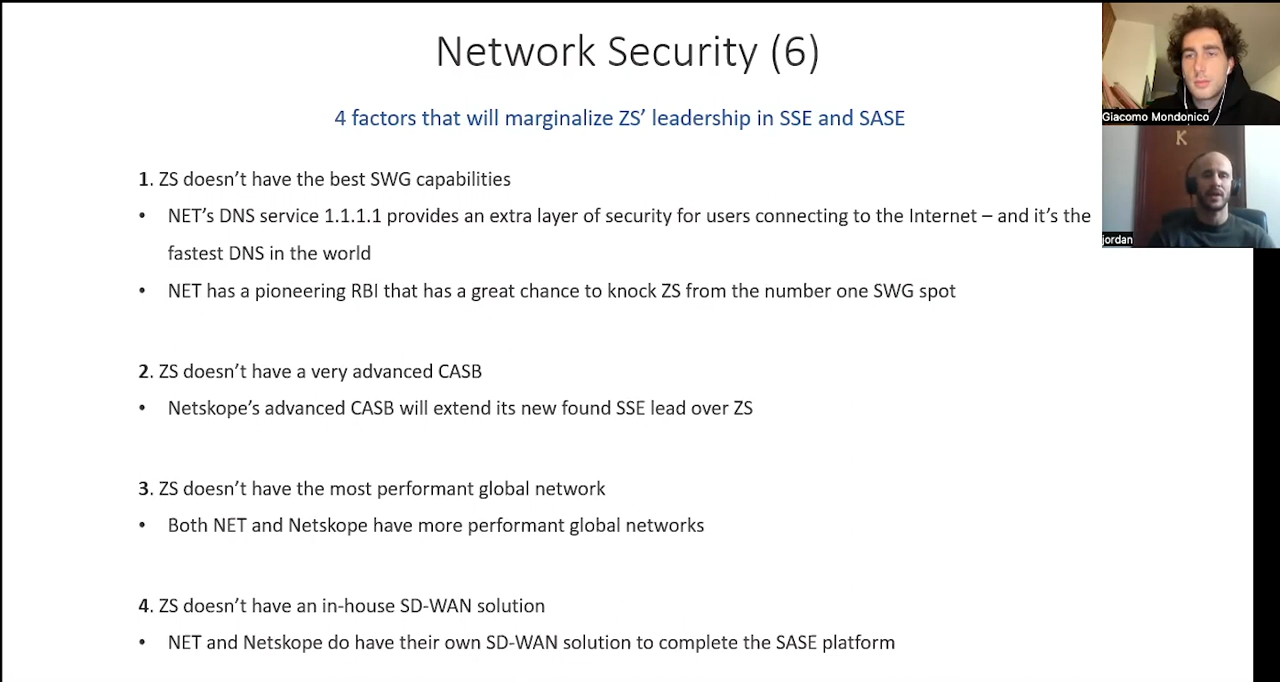 Network Security (6)
4 factors that will marginalize ZS’ leadership in SSE and SASE
1. ZS doesn’t have the best SWG capabilities
• NET’s DNS service 1.1.1.1 provides an extra layer of security for users connecting to the Internet – and it’s the
fastest DNS in the world
• NET has a pioneering RBI that has a great chance to knock ZS from the number one SWG spot
2. ZS doesn’t have a very advanced CASB
• Netskope’s advanced CASB will extend its new found SSE lead over ZS
3. ZS doesn’t have the most performant global network
• Both NET and Netskope have more performant global networks
4. ZS doesn’t have an in-house SD-WAN solution
• NET and Netskope do have their own SD-WAN solution to complete the SASE platform
Giacomo Mondonico
K
jordan